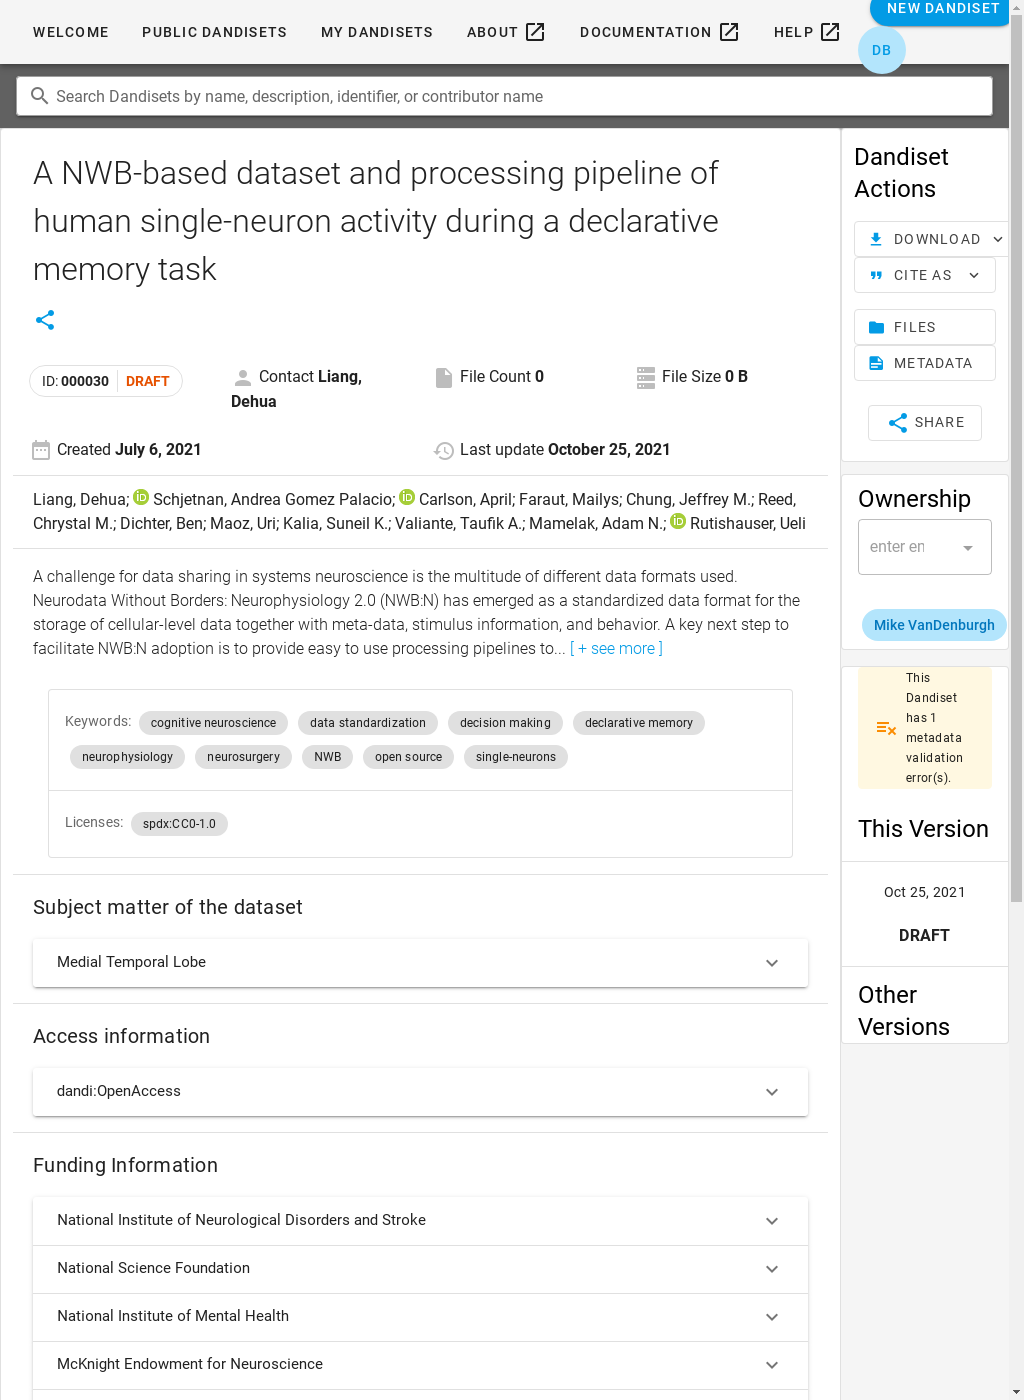 WELCOME PUBLIC DANDISETS MY DANDISETS ABOUT DOCUMENTATION HELP NEW DANDISET
DB
Search Dandisets by name, description, identifier, or contributor name
A NWB-based dataset and processing pipeline of
human single-neuron activity during a declarative
memory task
ID: 000030 DRAFT
Contact Liang,
Dehua
File Count 0
File Size 0 B
Created July 6, 2021
Last update October 25, 2021
Liang, Dehua; Schjetnan, Andrea Gomez Palacio; Carlson, April; Faraut, Mailys; Chung, Jeffrey M.; Reed,
Chrystal M.; Dichter, Ben; Maoz, Uri; Kalia, Suneil K.; Valiante, Taufik A.; Mamelak, Adam N.; Rutishauser, Ueli
A challenge for data sharing in systems neuroscience is the multitude of different data formats used.
Neurodata Without Borders: Neurophysiology 2.0 (NWB:N) has emerged as a standardized data format for the
storage of cellular-level data together with meta-data, stimulus information, and behavior. A key next step to
facilitate NWB:N adoption is to provide easy to use processing pipelines to... [ + see more ]
Keywords: cognitive neuroscience data standardization decision making declarative memory
neurophysiology neurosurgery NWB open source single-neurons
Licenses: spdx:CC0-1.0
Subject matter of the dataset
Medial Temporal Lobe
Access information
dandi:OpenAccess
Funding Information
National Institute of Neurological Disorders and Stroke
National Science Foundation
National Institute of Mental Health
McKnight Endowment for Neuroscience
Dandiset
Actions
DOWNLOAD
CITE AS
FILES
METADATA
SHARE
Ownership
enter en
Mike VanDenburgh
This
Dandiset
has 1
metadata
validation
error(s).
This Version
Oct 25, 2021
DRAFT
Other
Versions